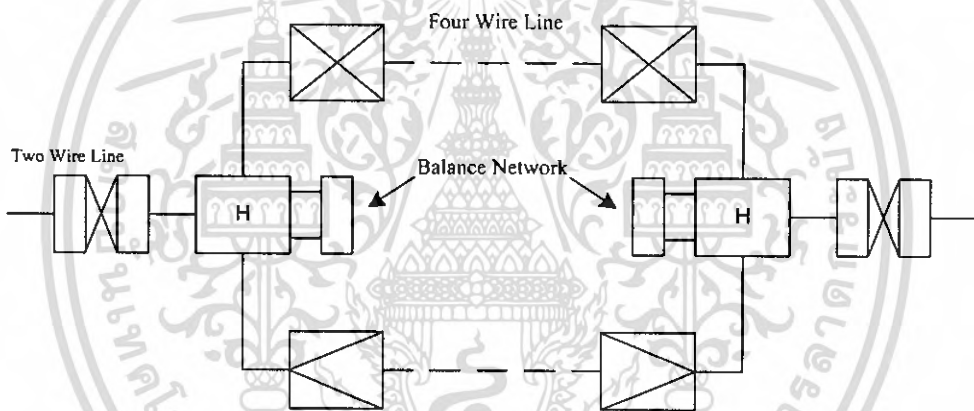 Four Wire Line
Two Wire Line
Balance Network
H
H